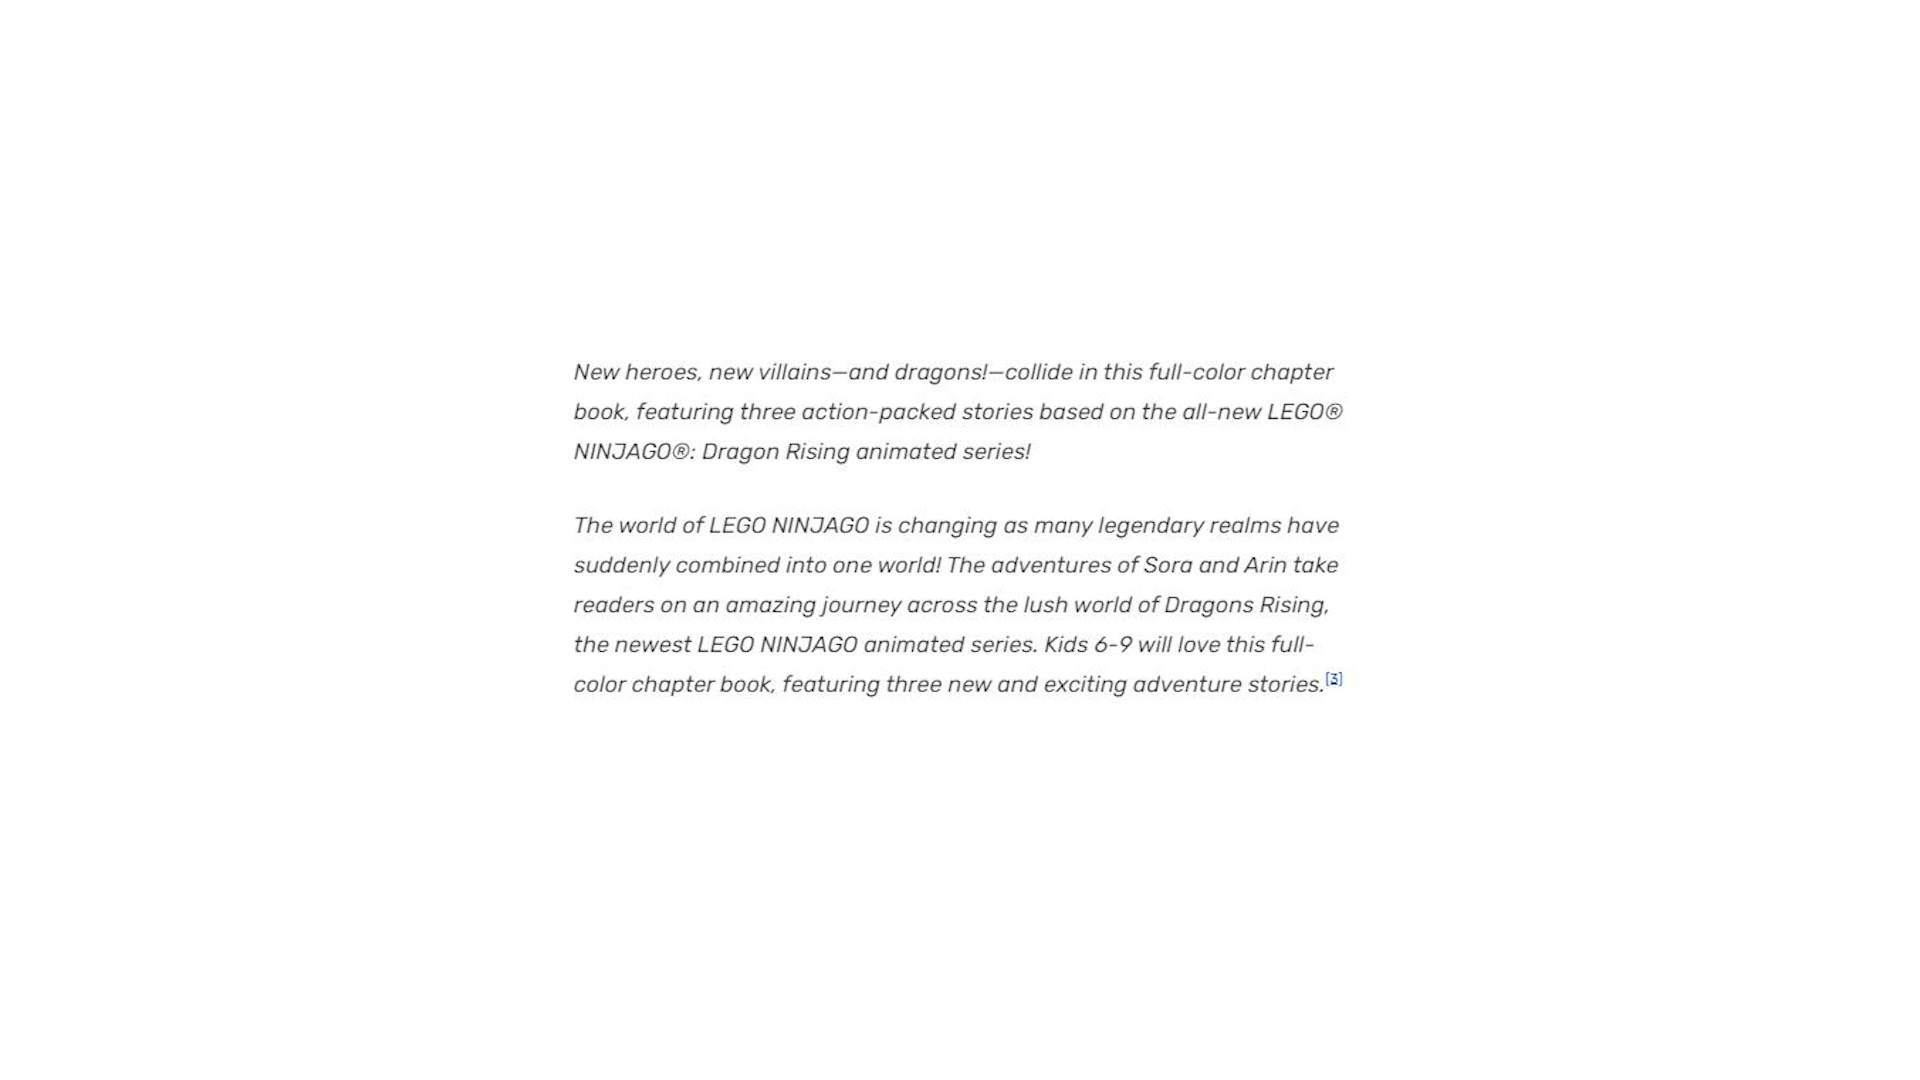 New heroes, new villains—and dragons!—collide in this full-color chapter
book, featuring three action-packed stories based on the all-new LEGO®
NINJAGO®: Dragon Rising animated series!
The world of LEGO NINJAGO is changing as many legendary realms have
suddenly combined into one world! The adventures of Sora and Arin take
readers on an amazing journey across the lush world of Dragons Rising,
the newest LEGO NINJAGO animated series. Kids 6-9 will love this full-
color chapter book, featuring three new and exciting adventure stories.[3]